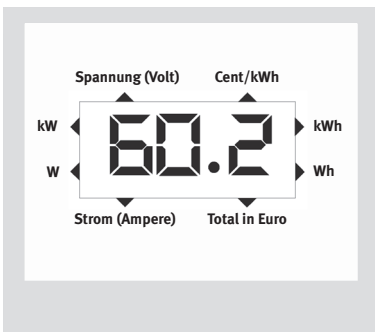 Spannung (Volt) Cent/kWh
kW 60.2 kWh
W Wh
Strom (Ampere) Total in Euro